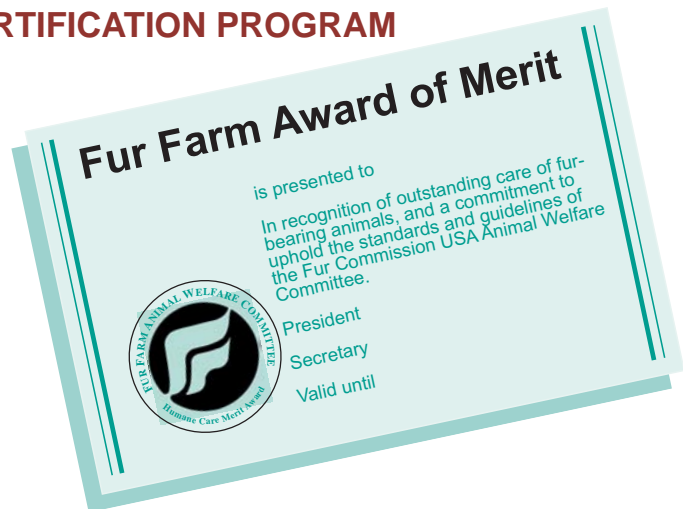 RTIFICATION PROGRAM
Fur Farm Award of Merit
is presented to
In recognition of outstanding care of fur-
bearing animals, and a commitment to
uphold the standards and guidelines of
the Fur Commission USA Animal Welfare
Committee.
President
Secretary
Valid until
FUR FARM ANIMAL WELFARE COMMITTEE
Humane Care Merit Award